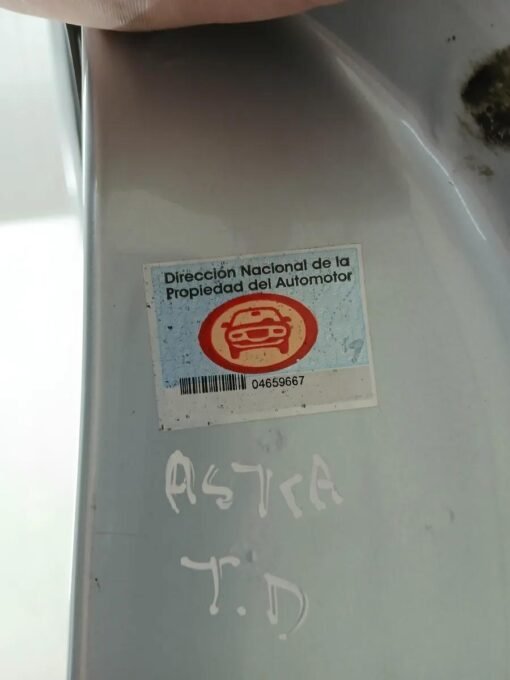 Dirección Nacional de la
Propiedad del Automotor
04659667
ASTRA
T.D